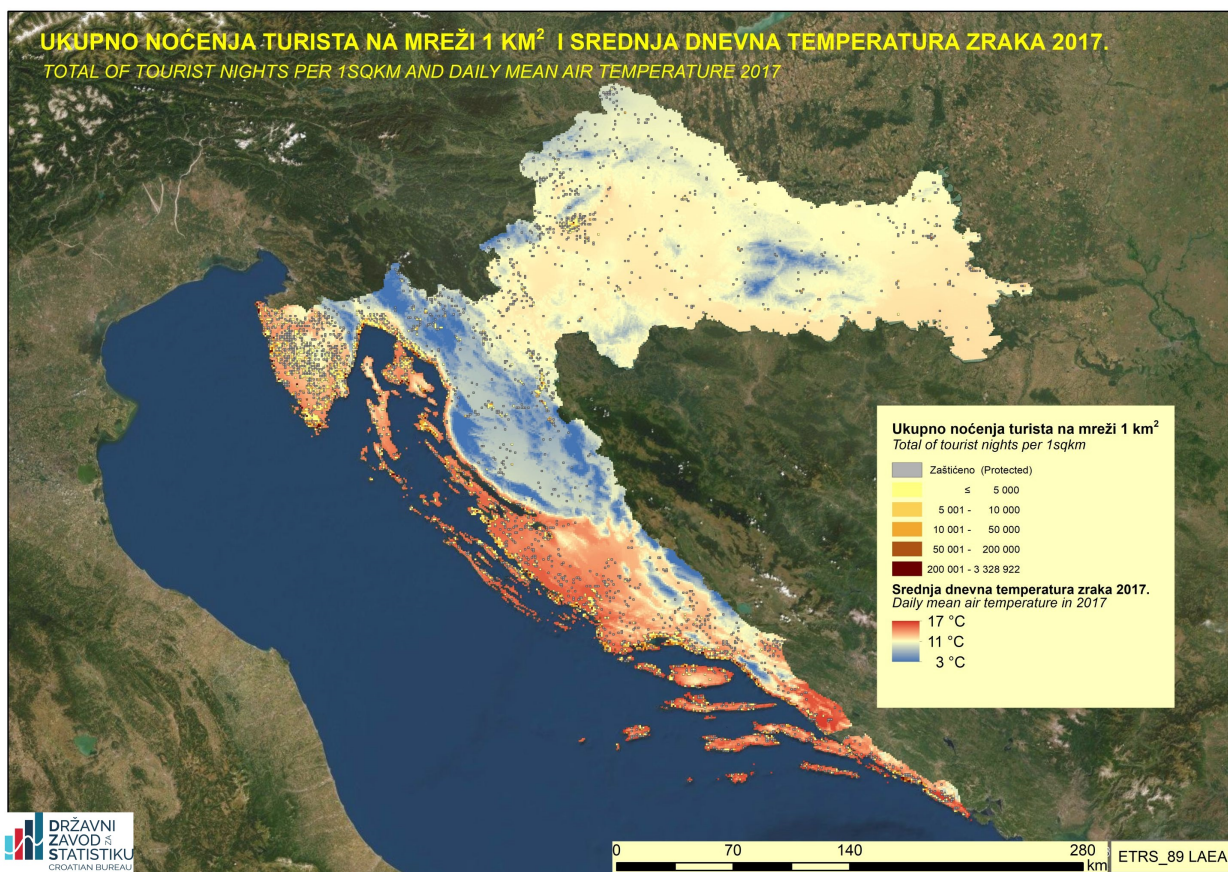 UKUPNO NOĆENJA TURISTA NA MREŽI 1 KM² I SREDNJA DNEVNA TEMPERATURA ZRAKA 2017.
TOTAL OF TOURIST NIGHTS PER 1SQKM AND DAILY MEAN AIR TEMPERATURE 2017
Ukupno noćenja turista na mreži 1 km²
Total of tourist nights per 1sqkm
Zaštićeno (Protected)
≤ 5 000
5 001 - 10 000
10 001 - 50 000
50 001 - 200 000
200 001 - 3 328 922
Srednja dnevna temperatura zraka 2017.
Daily mean air temperature in 2017
17 °C
11 °C
3 °C
DRŽAVNI
ZAVOD ZA
STATISTIKU
CROATIAN BUREAU
0 70 140 280
km
ETRS_89 LAEA